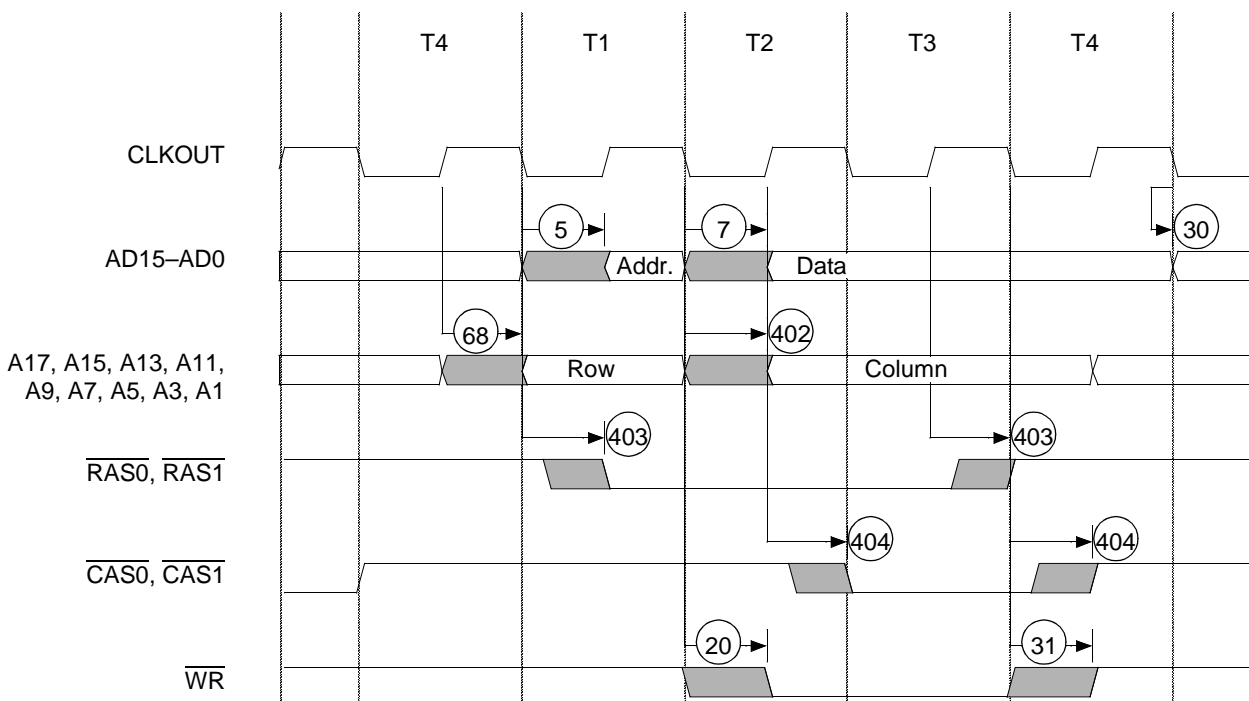 T4 T1 T2 T3 T4
CLKOUT
5 7 30
AD15–AD0 Addr. Data
68 402
A17, A15, A13, A11, Row Column
A9, A7, A5, A3, A1
403 403
RAS0, RAS1
404 404
CAS0, CAS1
20 31
WR